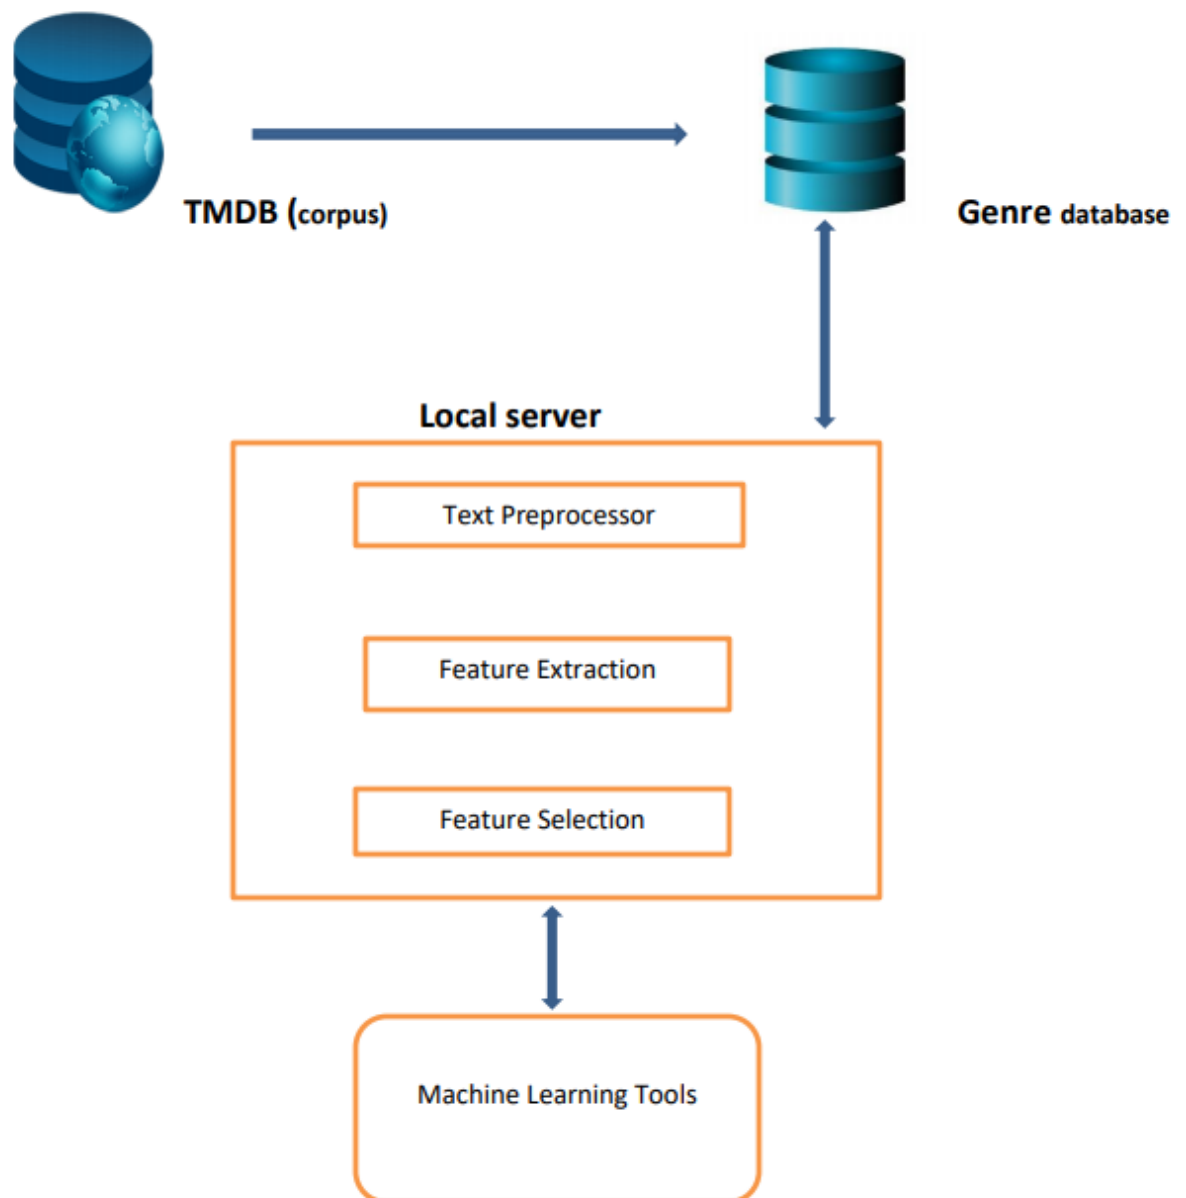 TMDB (corpus)
Genre database
Local server
Text Preprocessor
Feature Extraction
Feature Selection
Machine Learning Tools